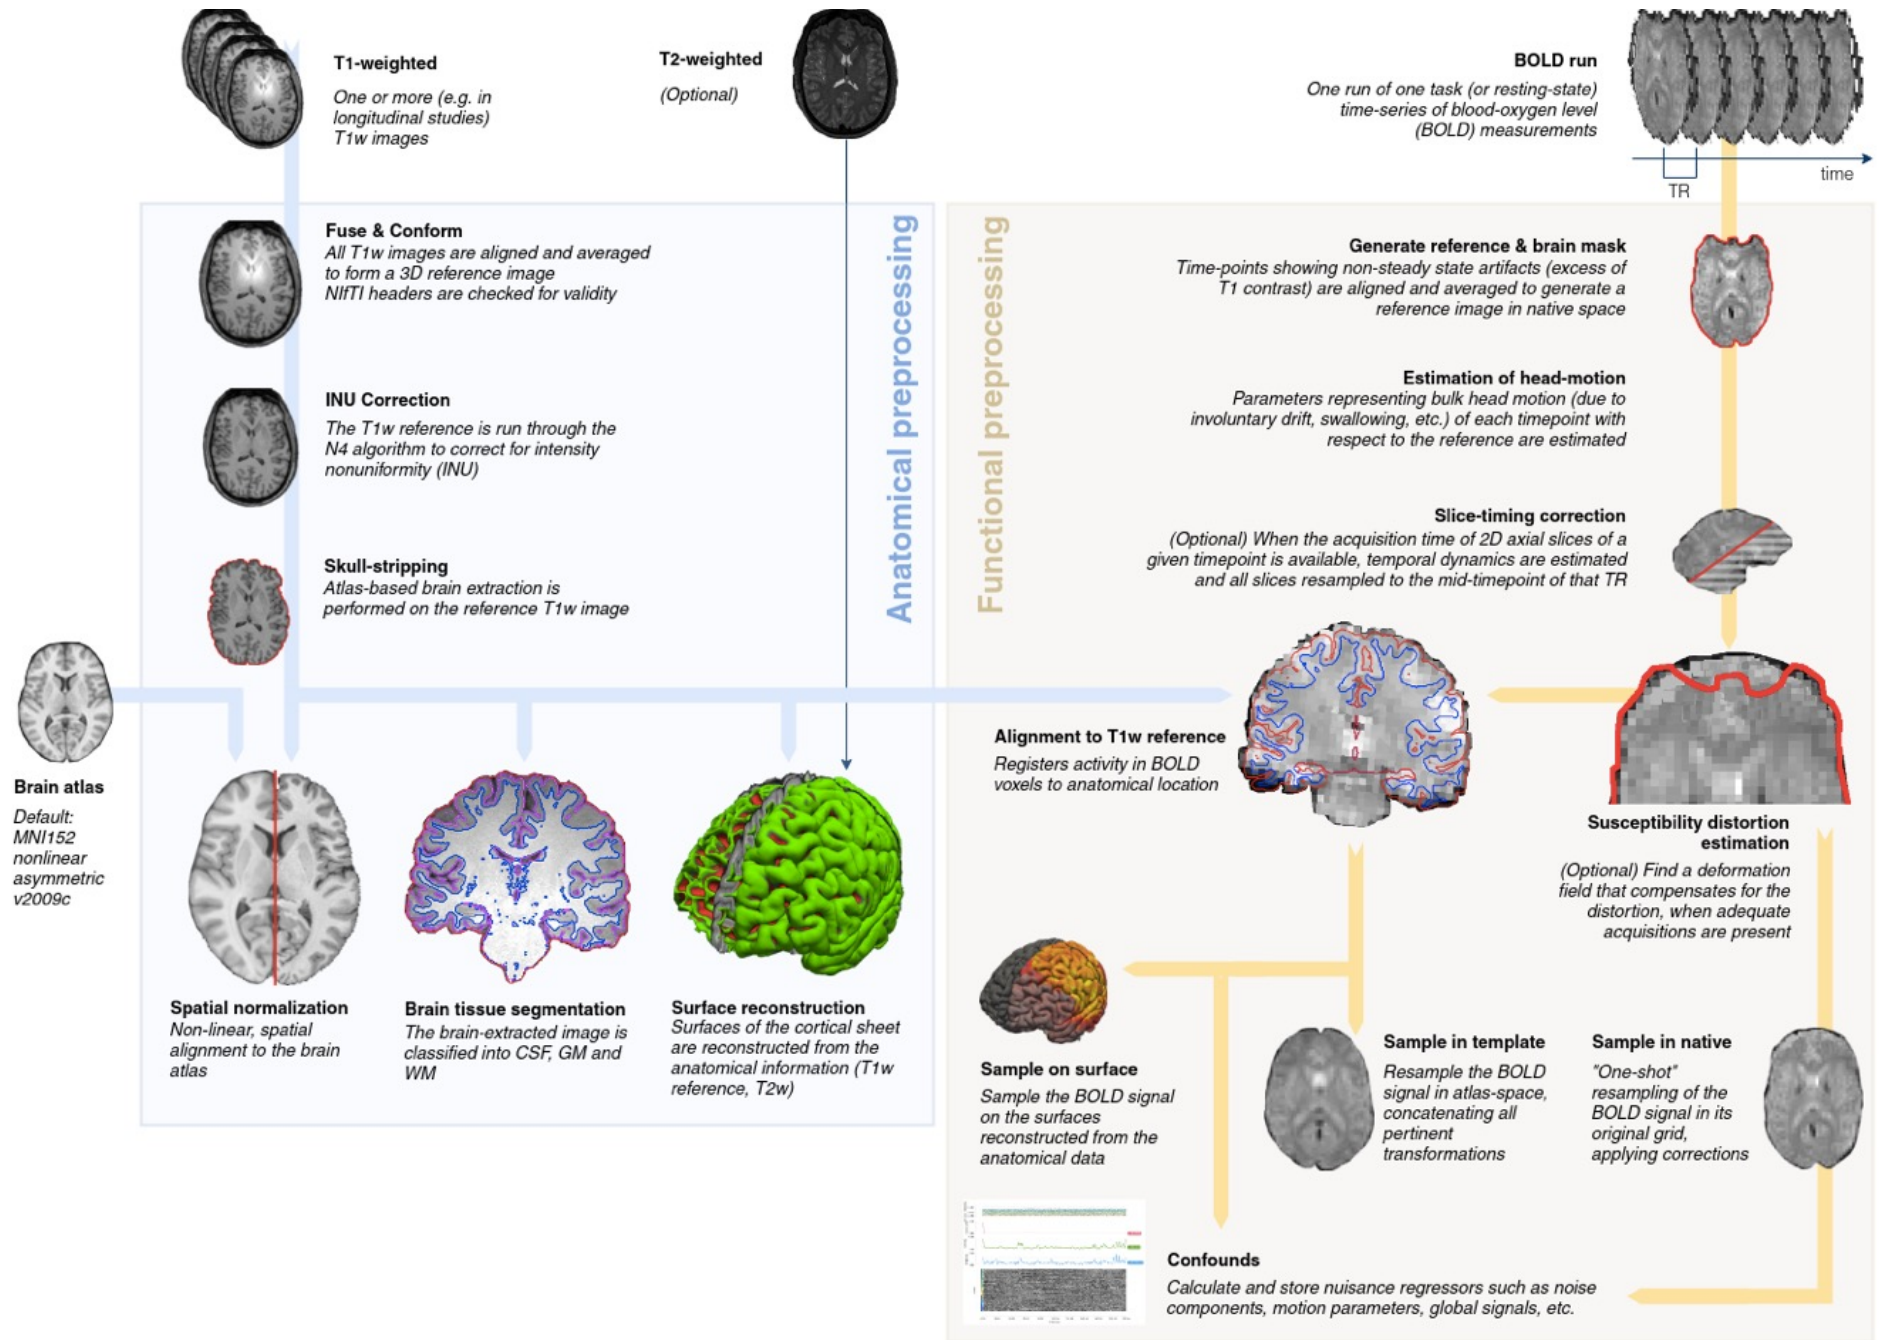 T1-weighted
One or more (e.g. in
longitudinal studies)
T1w images
T2-weighted
(Optional)
BOLD run
One run of one task (or resting-state)
time-series of blood-oxygen level
(BOLD) measurements
time
TR
Anatomical preprocessing
Fuse & Conform
All T1w images are aligned and averaged
to form a 3D reference image
NIfTI headers are checked for validity
INU Correction
The T1w reference is run through the
N4 algorithm to correct for intensity
nonuniformity (INU)
Skull-stripping
Atlas-based brain extraction is
performed on the reference T1w image
Brain atlas
Default:
MNI152
nonlinear
asymmetric
v2009c
Spatial normalization
Non-linear, spatial
alignment to the brain
atlas
Brain tissue segmentation
The brain-extracted image is
classified into CSF, GM and
WM
Surface reconstruction
Surfaces of the cortical sheet
are reconstructed from the
anatomical information (T1w
reference, T2w)
Functional preprocessing
Generate reference & brain mask
Time-points showing non-steady state artifacts (excess of
T1 contrast) are aligned and averaged to generate a
reference image in native space
Estimation of head-motion
Parameters representing bulk head motion (due to
involuntary drift, swallowing, etc.) of each timepoint with
respect to the reference are estimated
Slice-timing correction
(Optional) When the acquisition time of 2D axial slices of a
given timepoint is available, temporal dynamics are estimated
and all slices resampled to the mid-timepoint of that TR
Alignment to T1w reference
Registers activity in BOLD
voxels to anatomical location
Susceptibility distortion
estimation
(Optional) Find a deformation
field that compensates for the
distortion, when adequate
acquisitions are present
Sample on surface
Sample the BOLD signal
on the surfaces
reconstructed from the
anatomical data
Sample in template
Resample the BOLD
signal in atlas-space,
concatenating all
pertinent
transformations
Sample in native
"One-shot"
resampling of the
BOLD signal in its
original grid,
applying corrections
Confounds
Calculate and store nuisance regressors such as noise
components, motion parameters, global signals, etc.